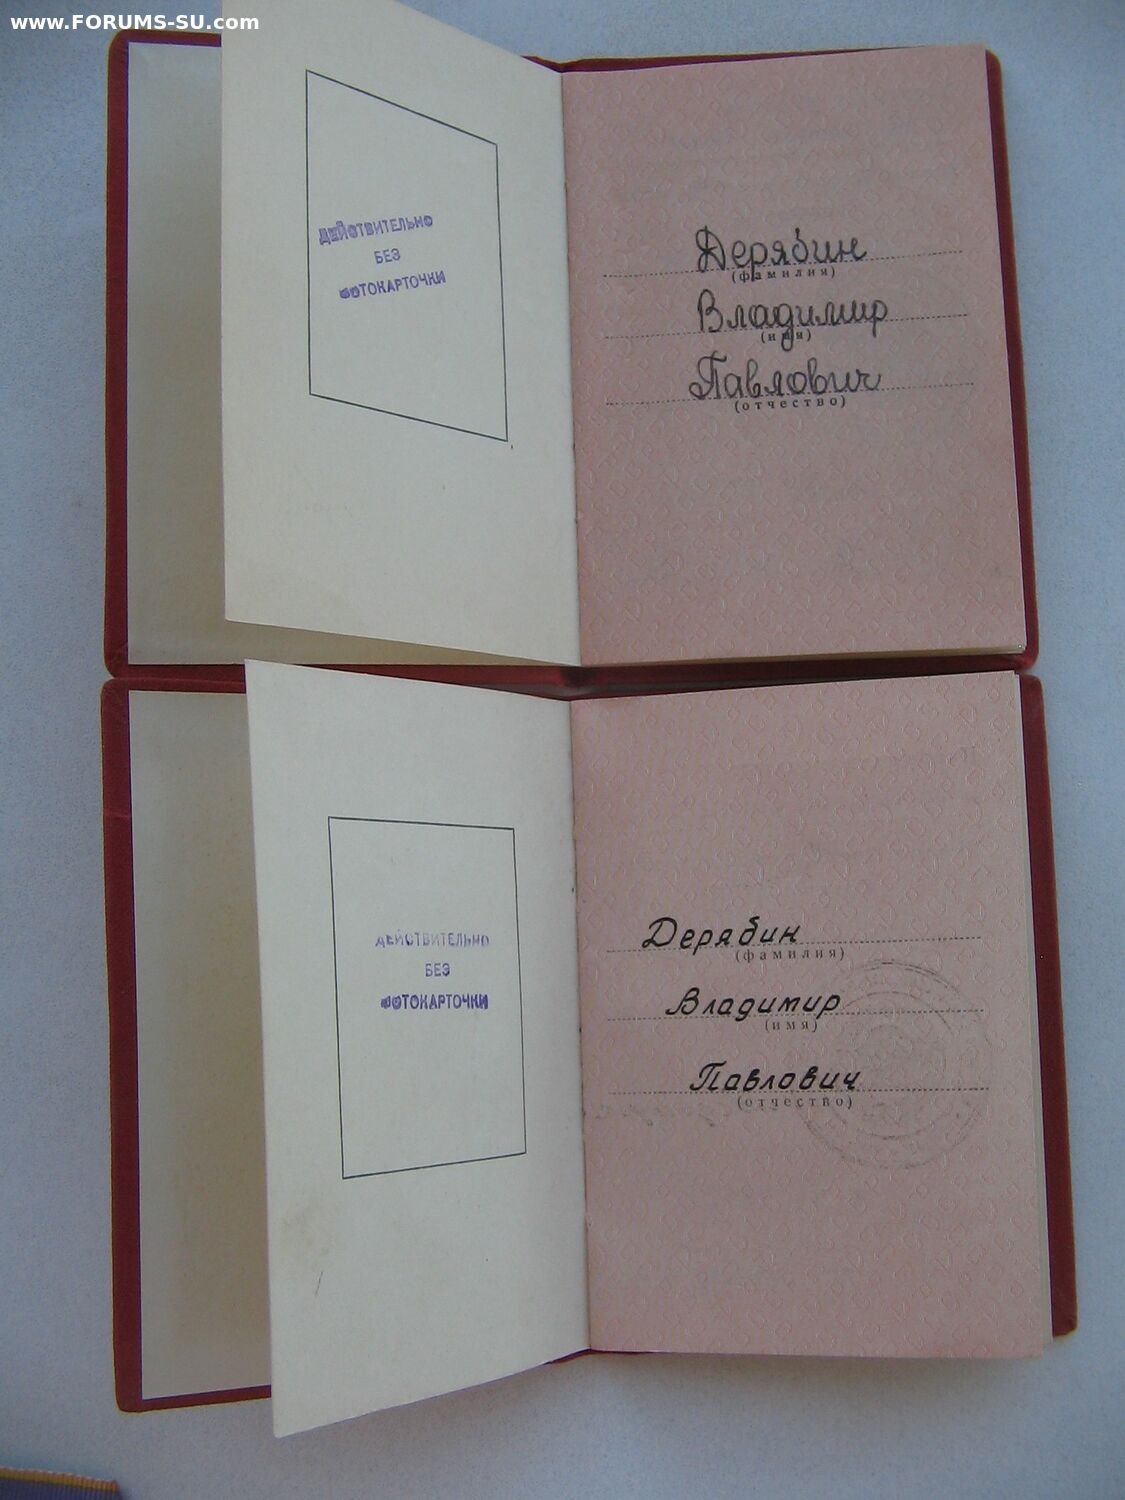 www.FORUMS-SU.com
ДЕЙСТВИТЕЛЬНО
БЕЗ
ФОТОКАРТОЧКИ
Дерябин
(фамилия)
Владимир
(имя)
Павлович
(отчество)
ДЕЙСТВИТЕЛЬНО
БЕЗ
ФОТОКАРТОЧКИ
Дерябин
(фамилия)
Владимир
(имя)
Павлович
(отчество)